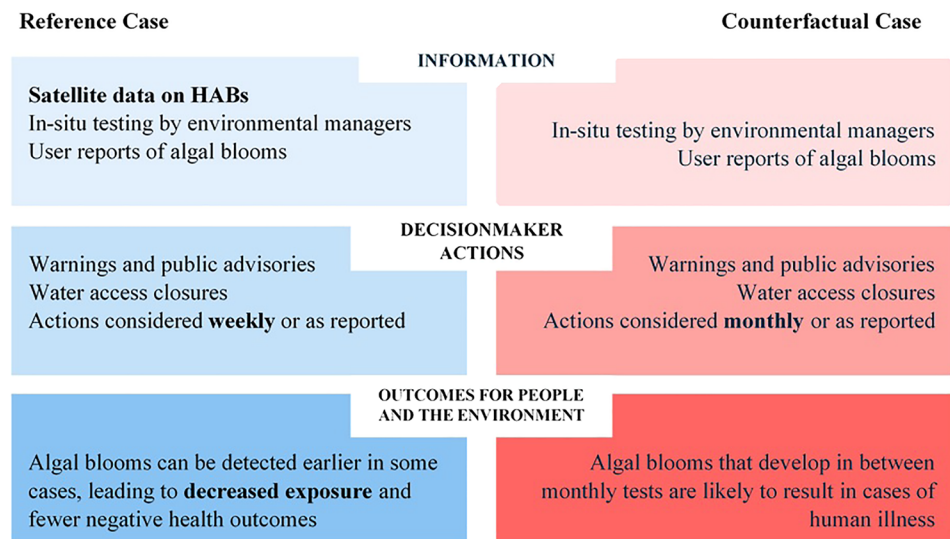 Reference Case
Counterfactual Case
INFORMATION
Satellite data on HABs
In-situ testing by environmental managers
User reports of algal blooms
In-situ testing by environmental managers
User reports of algal blooms
DECISIONMAKER
ACTIONS
Warnings and public advisories
Water access closures
Actions considered weekly or as reported
Warnings and public advisories
Water access closures
Actions considered monthly or as reported
OUTCOMES FOR PEOPLE
AND THE ENVIRONMENT
Algal blooms can be detected earlier in some
cases, leading to decreased exposure and
fewer negative health outcomes
Algal blooms that develop in between
monthly tests are likely to result in cases of
human illness